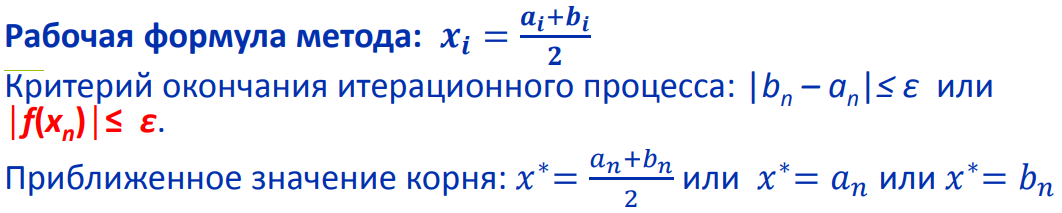 Рабочая формула метода: xᵢ = (aᵢ+bᵢ)/2
Критерий окончания итерационного процесса: |bₙ – aₙ|≤ ε или
|f(xₙ)|≤ ε.
Приближенное значение корня: x*= (aₙ+bₙ)/2 или x*= aₙ или x*= bₙ